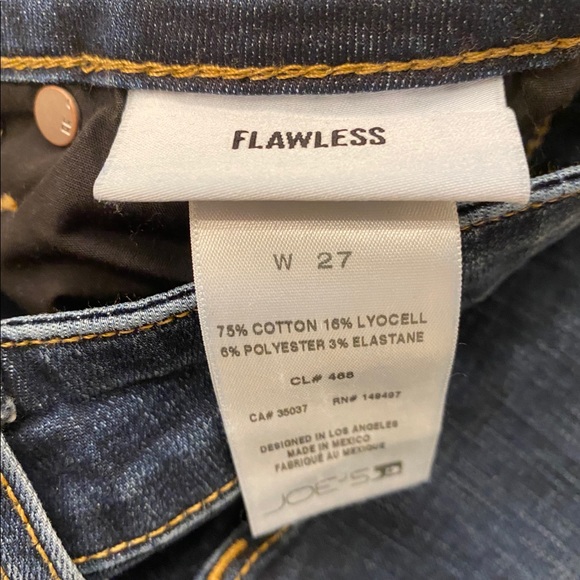 FLAWLESS
W 27
75% COTTON 16% LYOCELL
6% POLYESTER 3% ELASTANE
CL# 468
CA# 35037 RN# 149497
DESIGNED IN LOS ANGELES
MADE IN MEXICO
FABRIQUÉ AU MEXIQUE
JOE'S